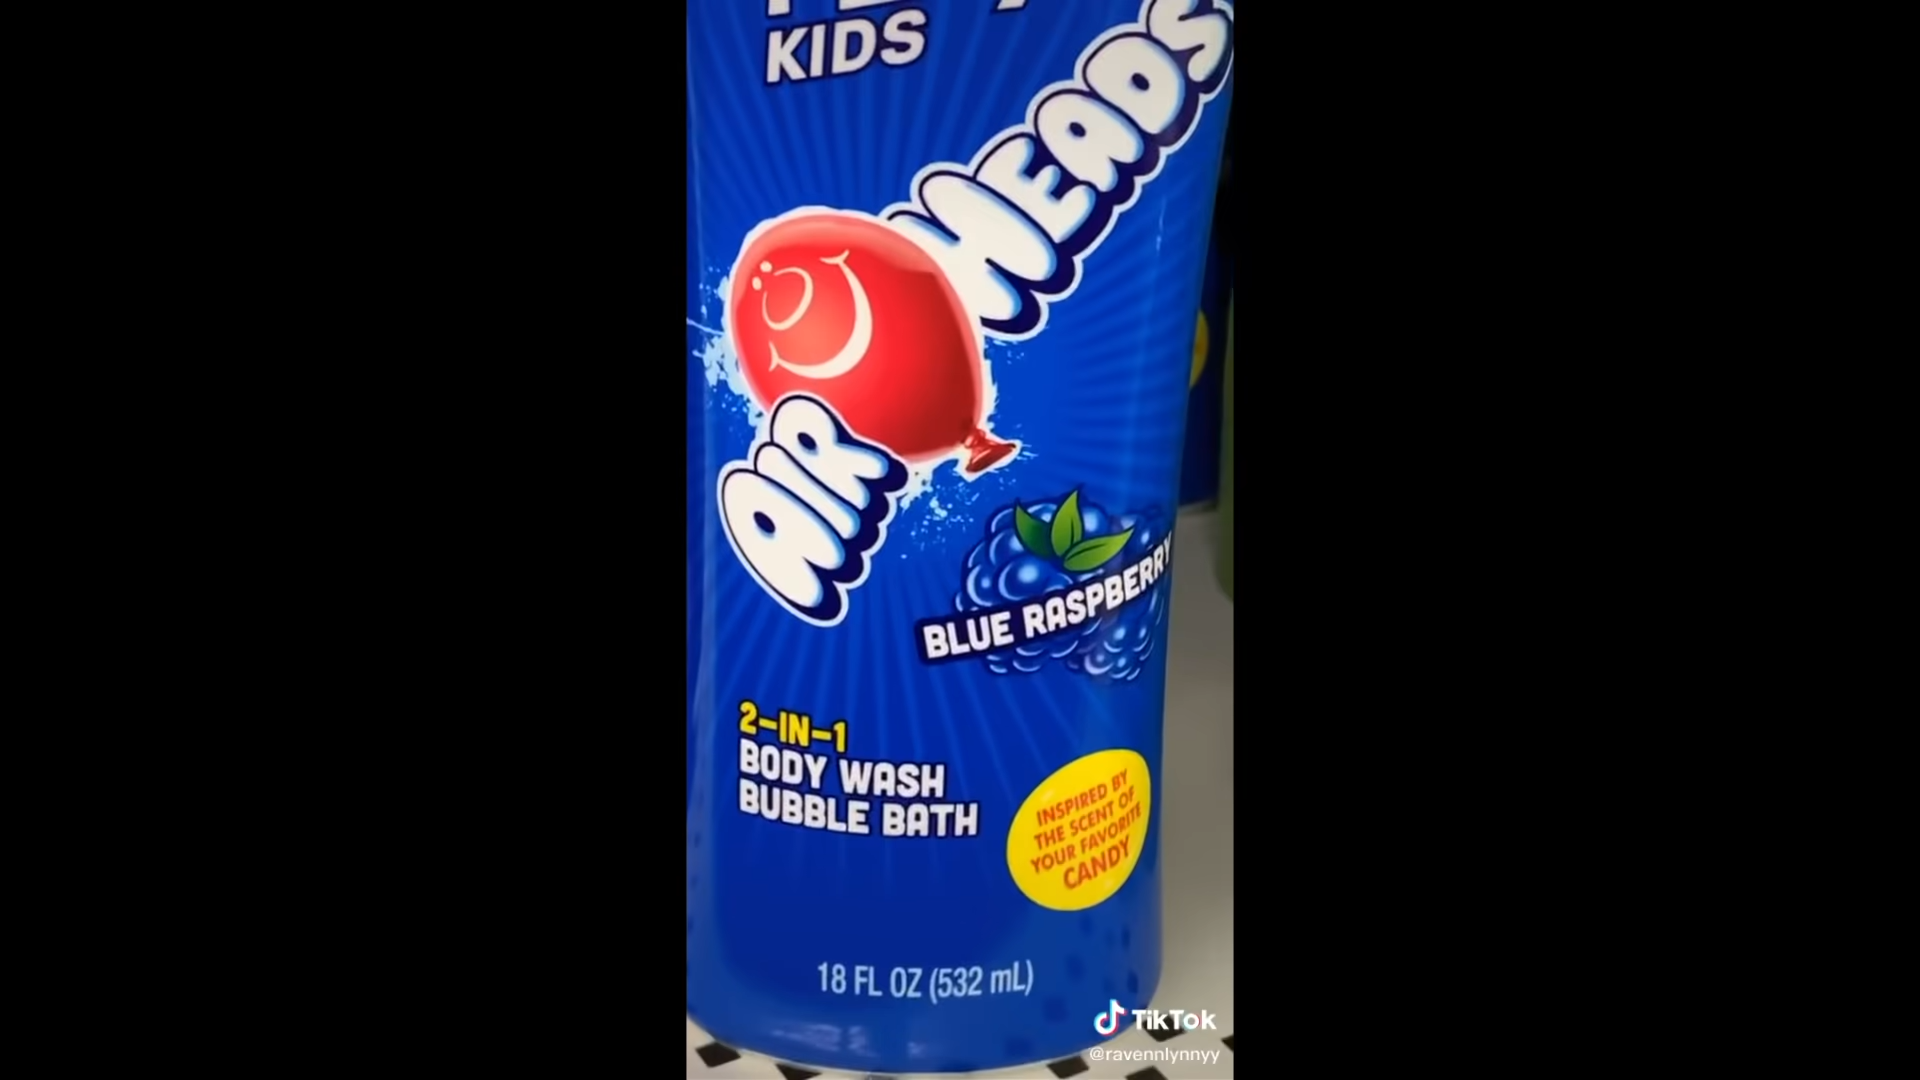 KIDS
AIRHEADS
BLUE RASPBERRY
2-IN-1
BODY WASH
BUBBLE BATH
INSPIRED BY
THE SCENT OF
YOUR FAVORITE
CANDY
18 FL OZ (532 mL)
TikTok
@ravennlynnyy